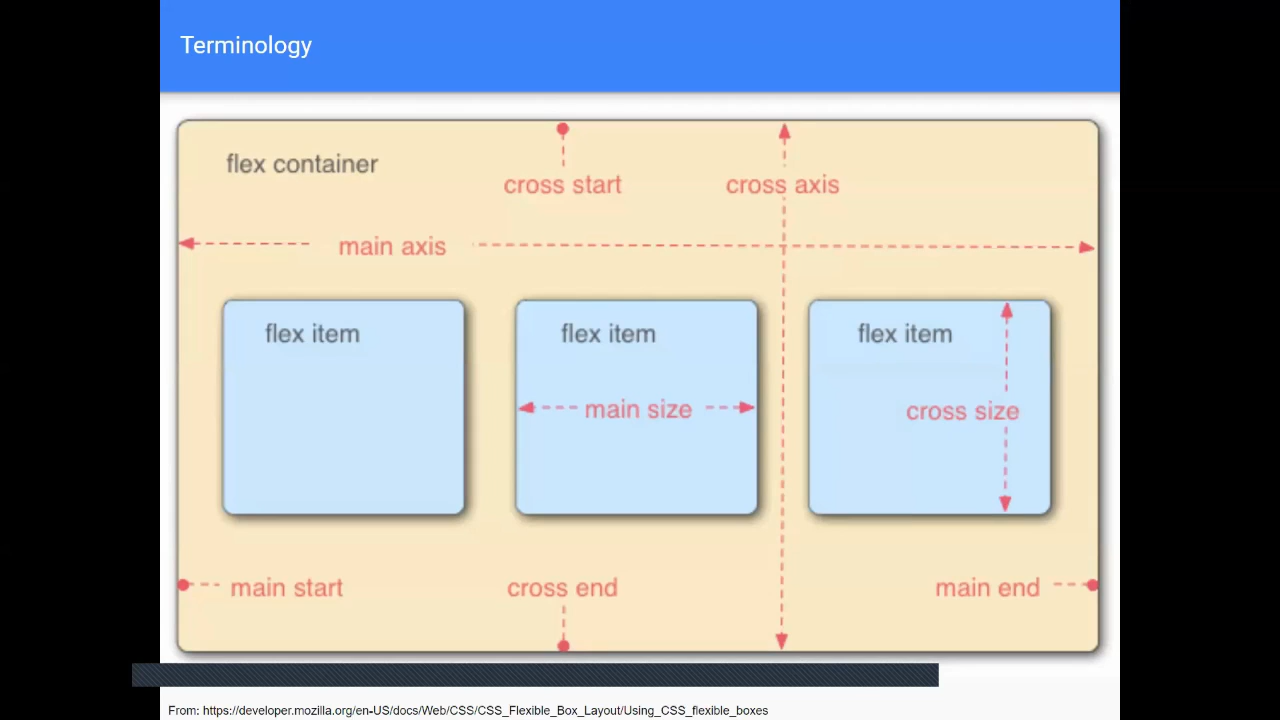 Terminology
flex container
cross start
cross axis
main axis
flex item
flex item
flex item
main size
cross size
main start
cross end
main end
From: https://developer.mozilla.org/en-US/docs/Web/CSS/CSS_Flexible_Box_Layout/Using_CSS_flexible_boxes